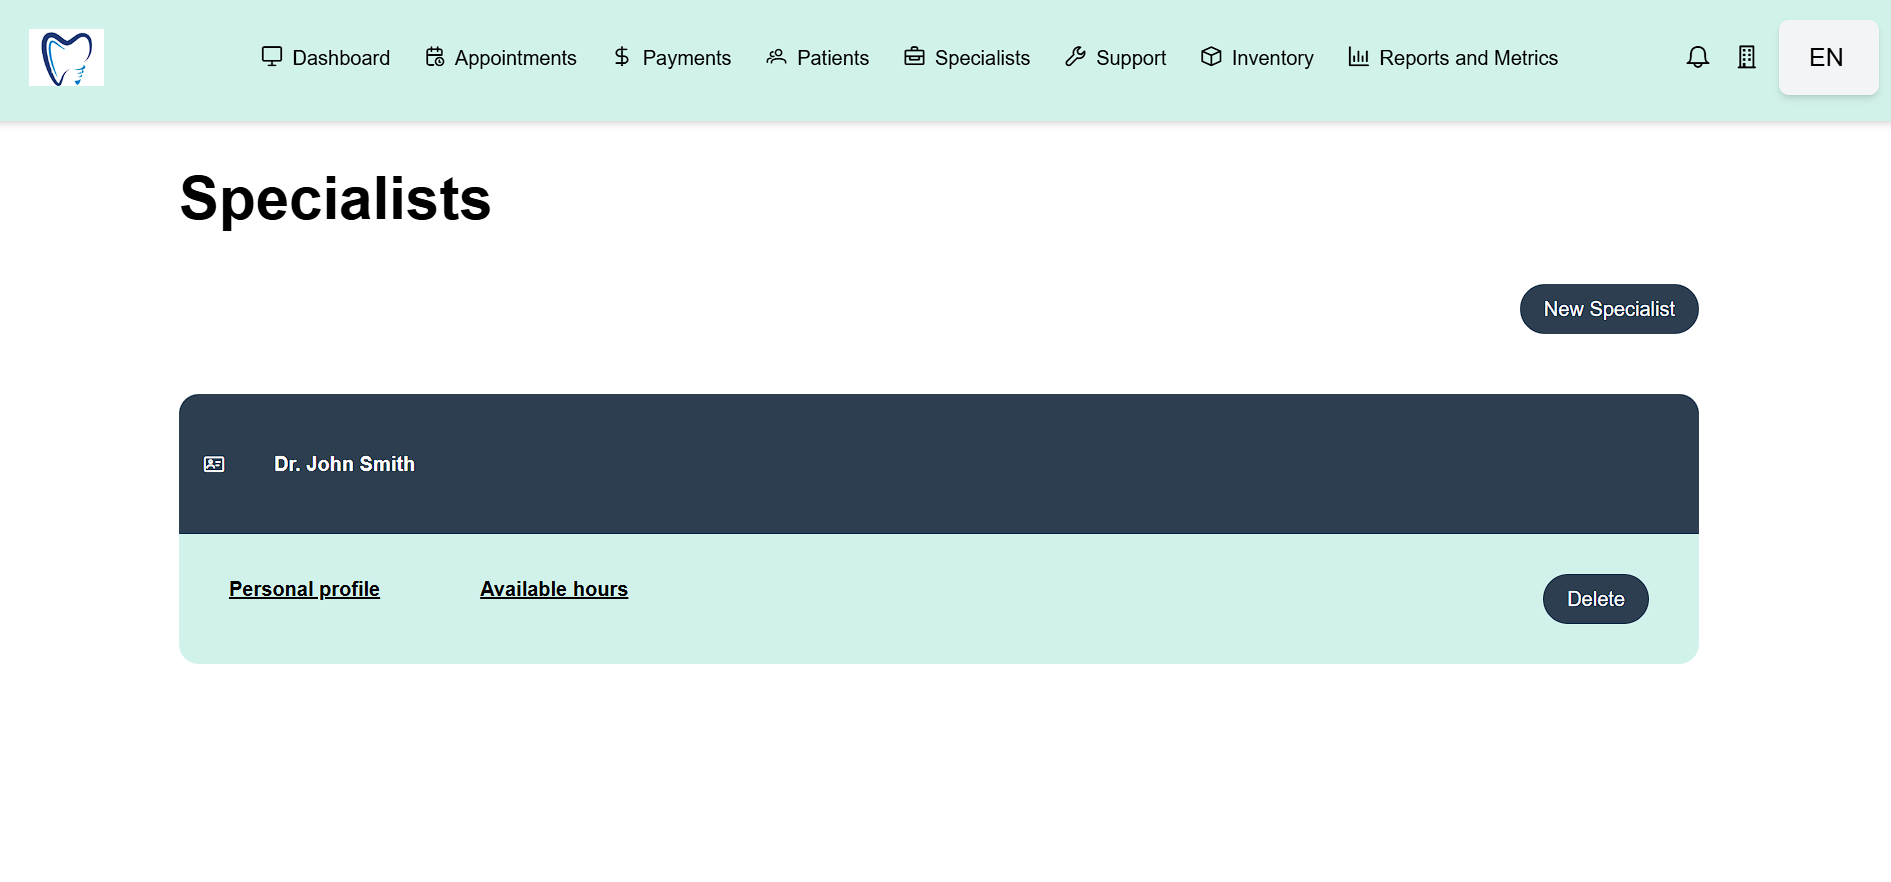 Dashboard Appointments Payments Patients Specialists Support Inventory Reports and Metrics EN
Specialists
New Specialist
Dr. John Smith
Personal profile Available hours Delete